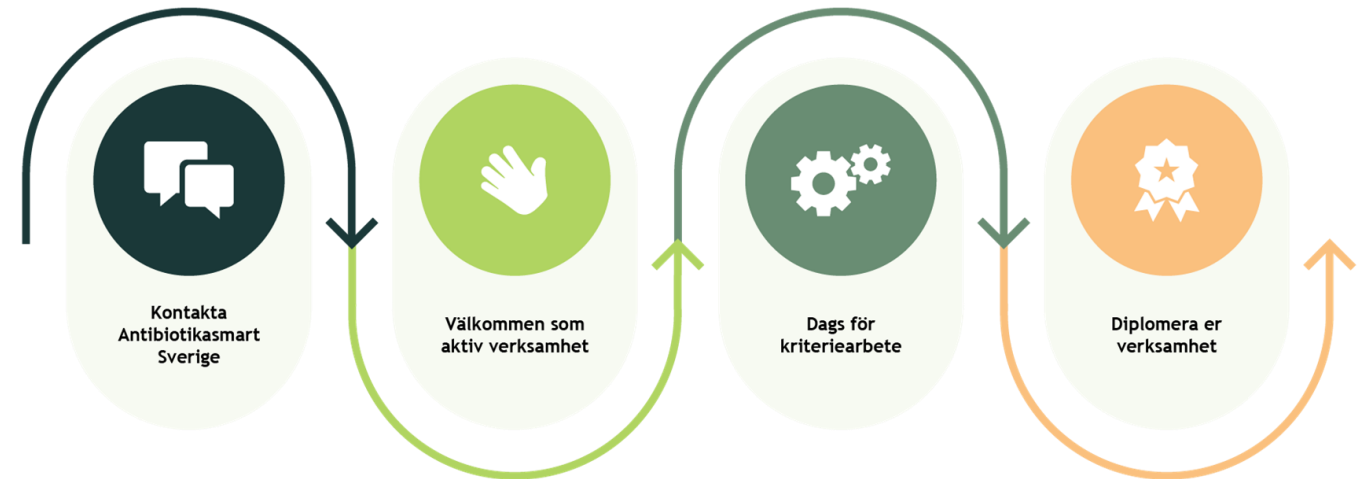 Kontakta
Antibiotikasmart
Sverige
Välkommen som
aktiv verksamhet
Dags för
kriteriearbete
Diplomera er
verksamhet